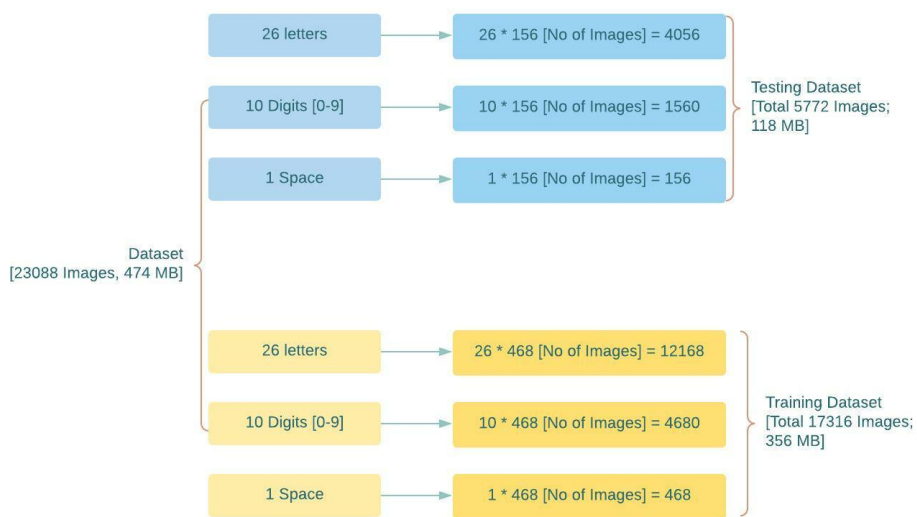 26 letters
26 * 156 [No of Images] = 4056
10 Digits [0-9]
10 * 156 [No of Images] = 1560
Testing Dataset
[Total 5772 Images;
118 MB]
1 Space
1 * 156 [No of Images] = 156
Dataset
[23088 Images, 474 MB]
26 letters
26 * 468 [No of Images] = 12168
10 Digits [0-9]
10 * 468 [No of Images] = 4680
Training Dataset
[Total 17316 Images;
356 MB]
1 Space
1 * 468 [No of Images] = 468